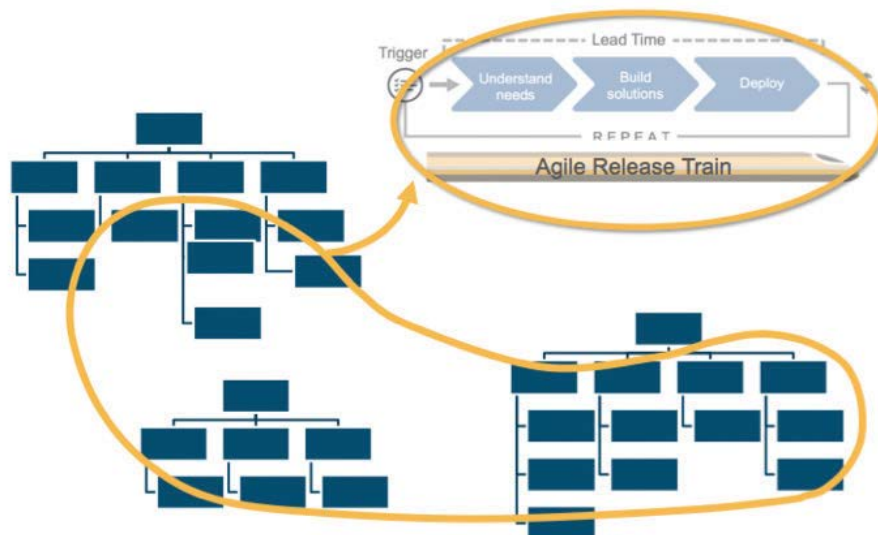 Lead Time
Trigger
Understand
needs
Build
solutions
Deploy
REPEAT
Agile Release Train